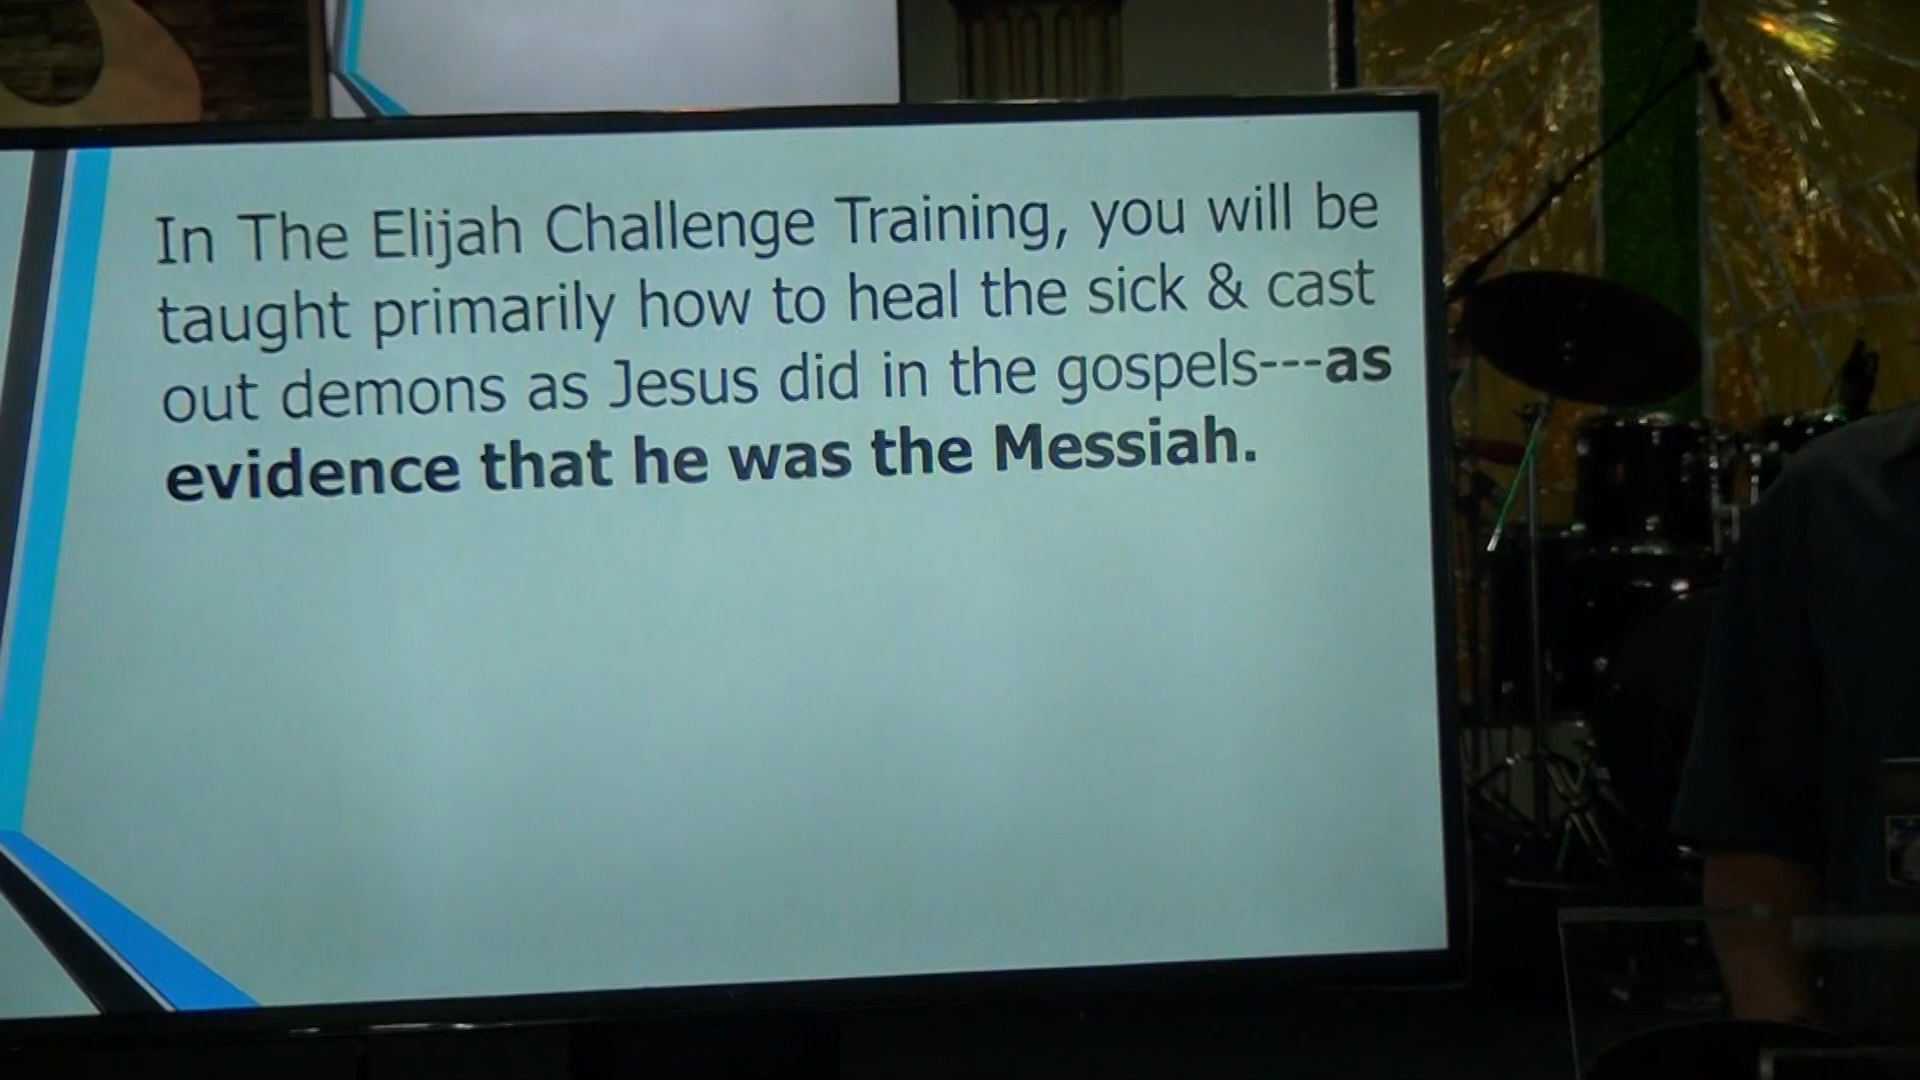 In The Elijah Challenge Training, you will be
taught primarily how to heal the sick & cast
out demons as Jesus did in the gospels---as
evidence that he was the Messiah.